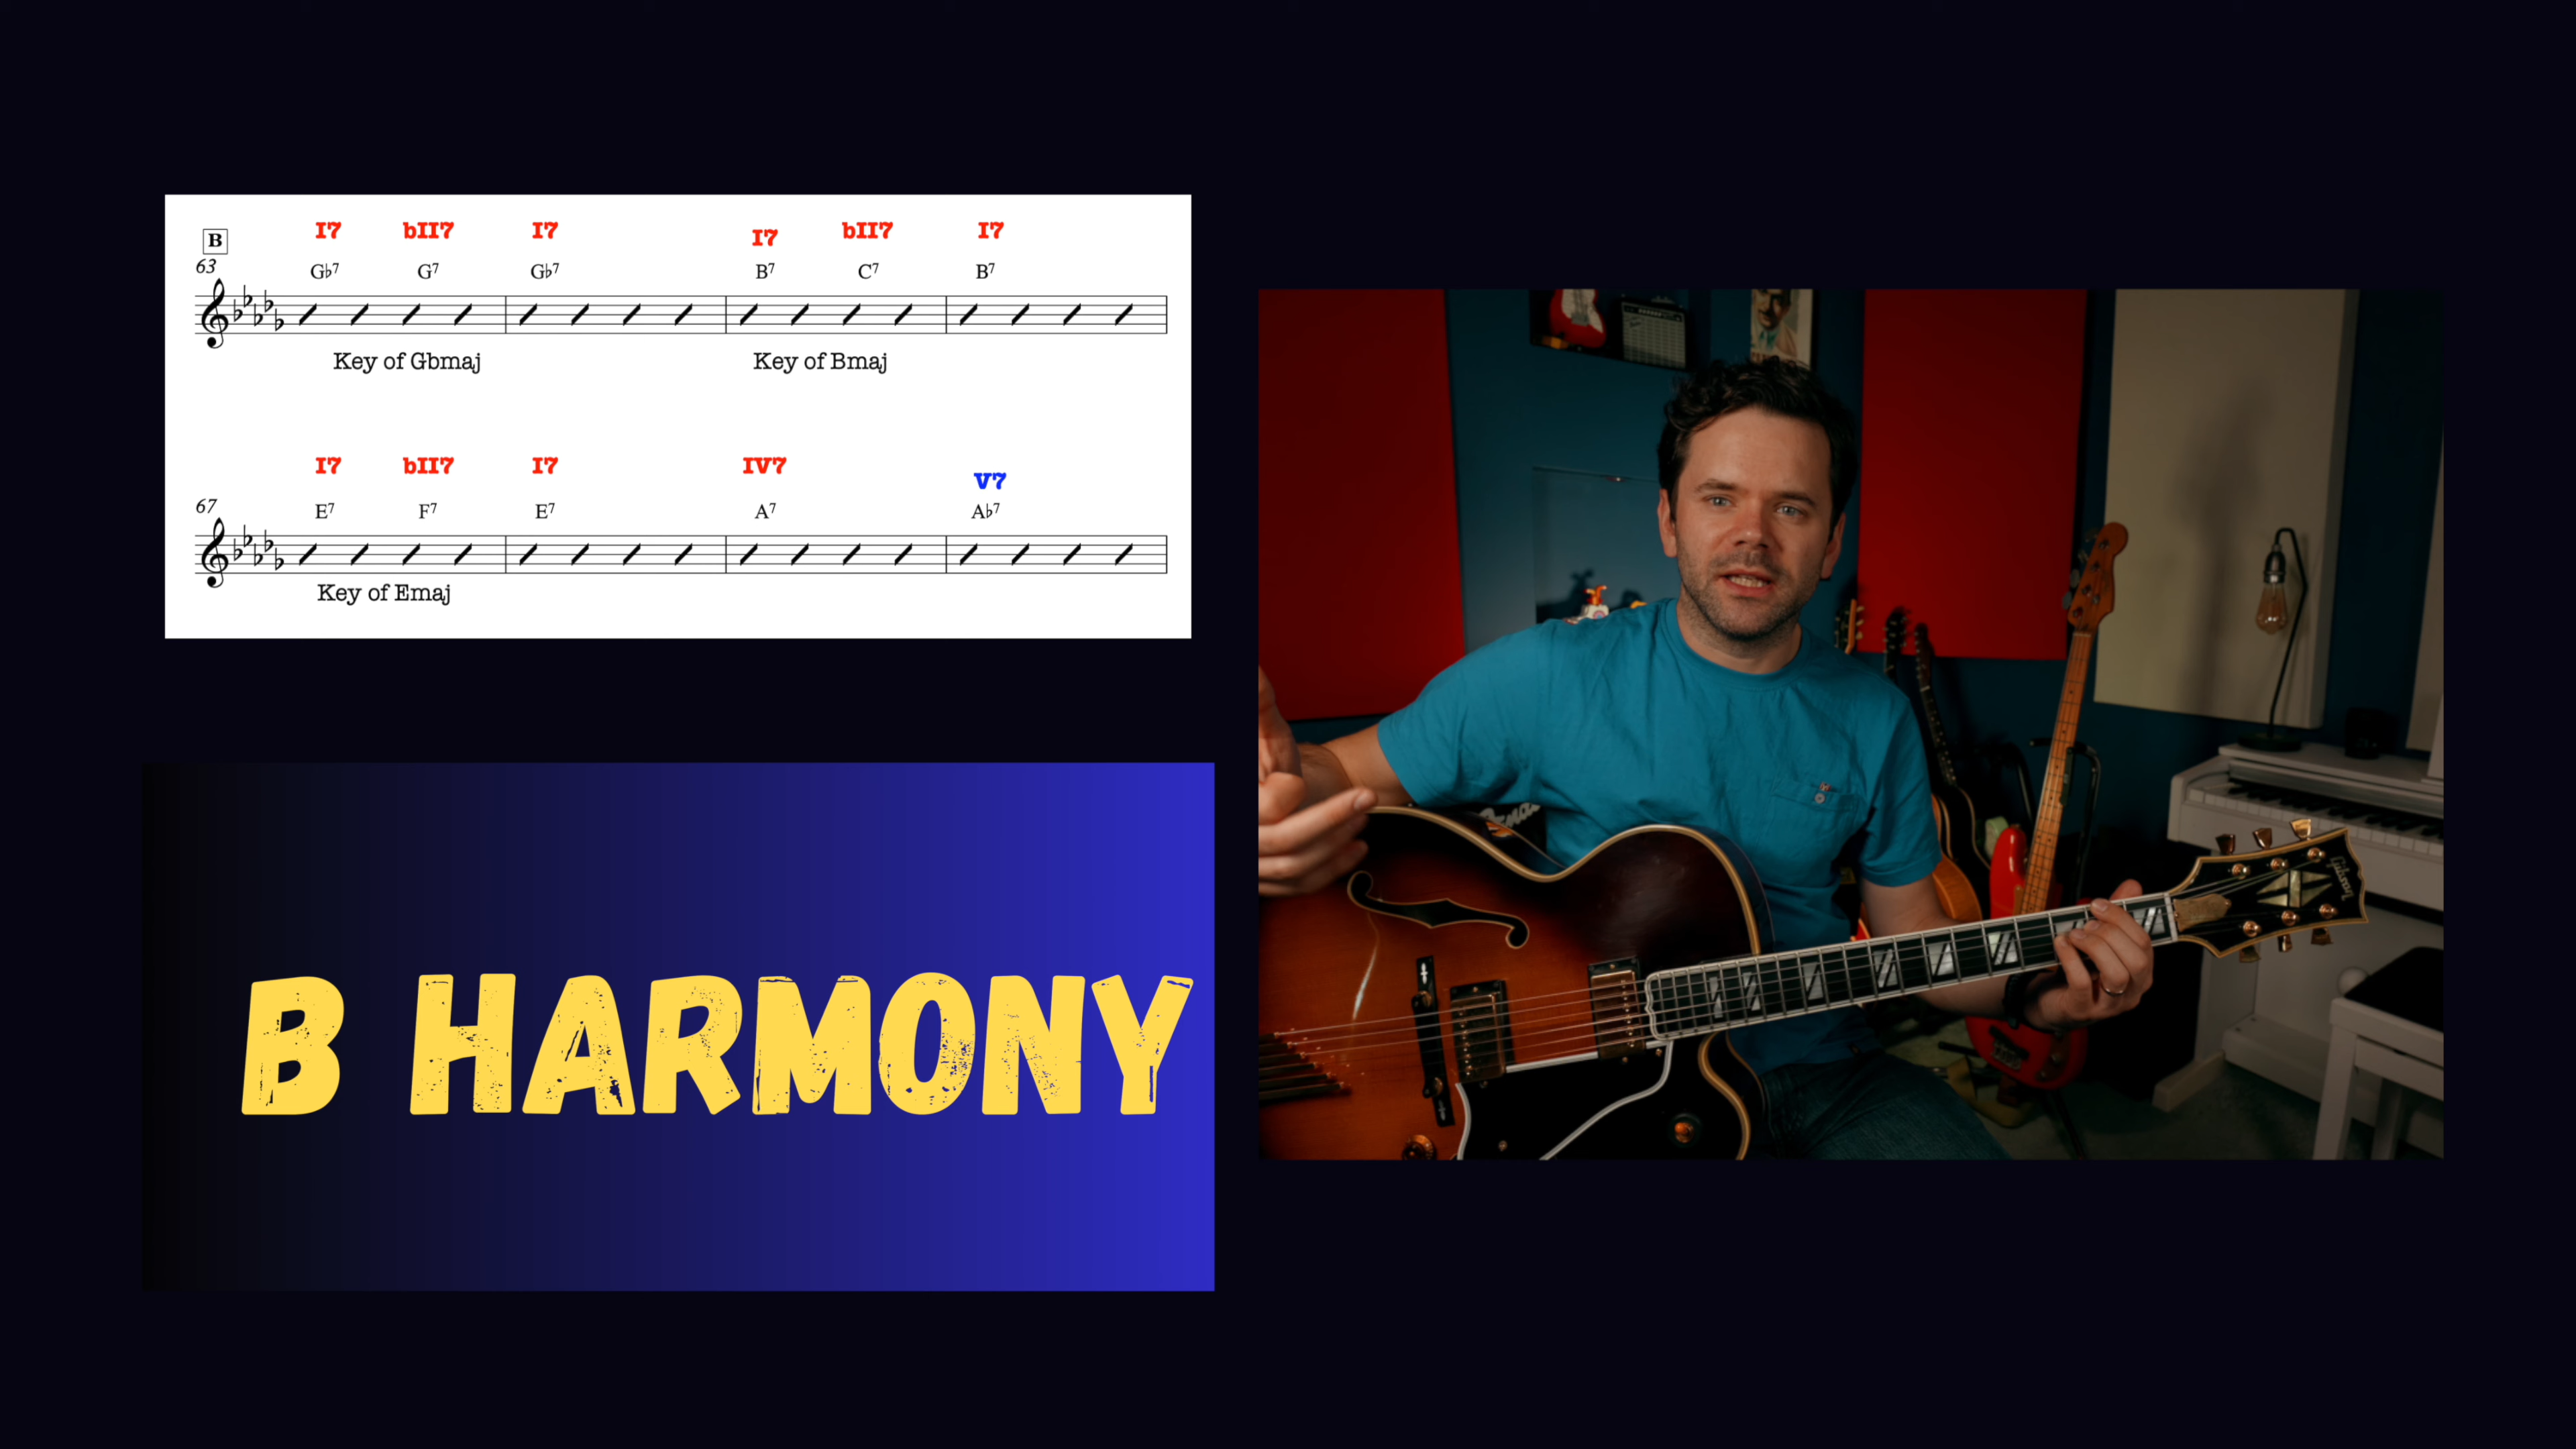 I7 bII7 I7 I7 bII7 I7
B
63
G♭7 G7 G♭7 B7 C7 B7
Key of Gbmaj Key of Bmaj
I7 bII7 I7 IV7 V7
67
E7 F7 E7 A7 A♭7
Key of Emaj
B HARMONY
Gibson